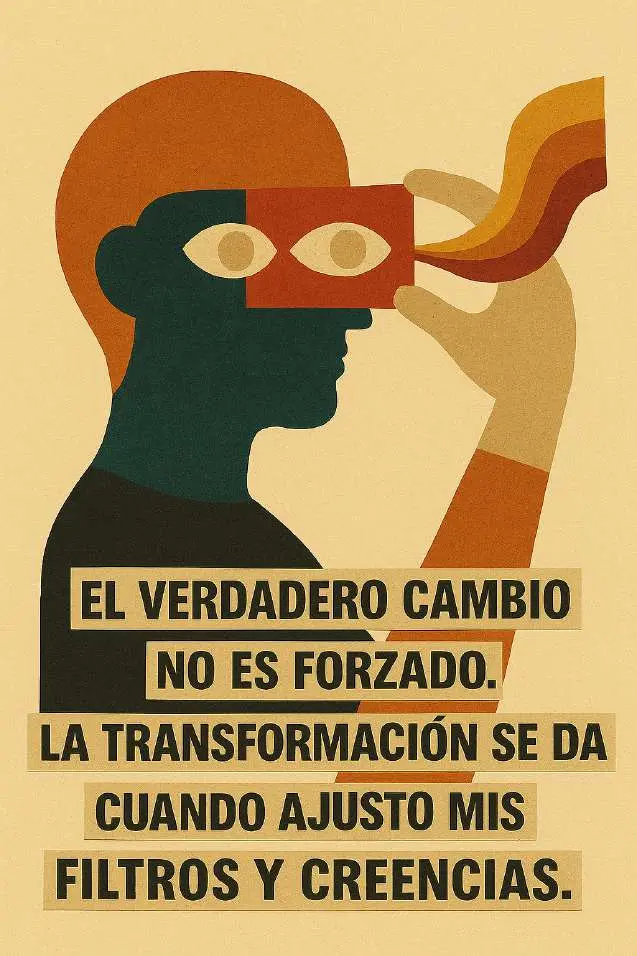 EL VERDADERO CAMBIO
NO ES FORZADO.
LA TRANSFORMACIÓN SE DA
CUANDO AJUSTO MIS
FILTROS Y CREENCIAS.